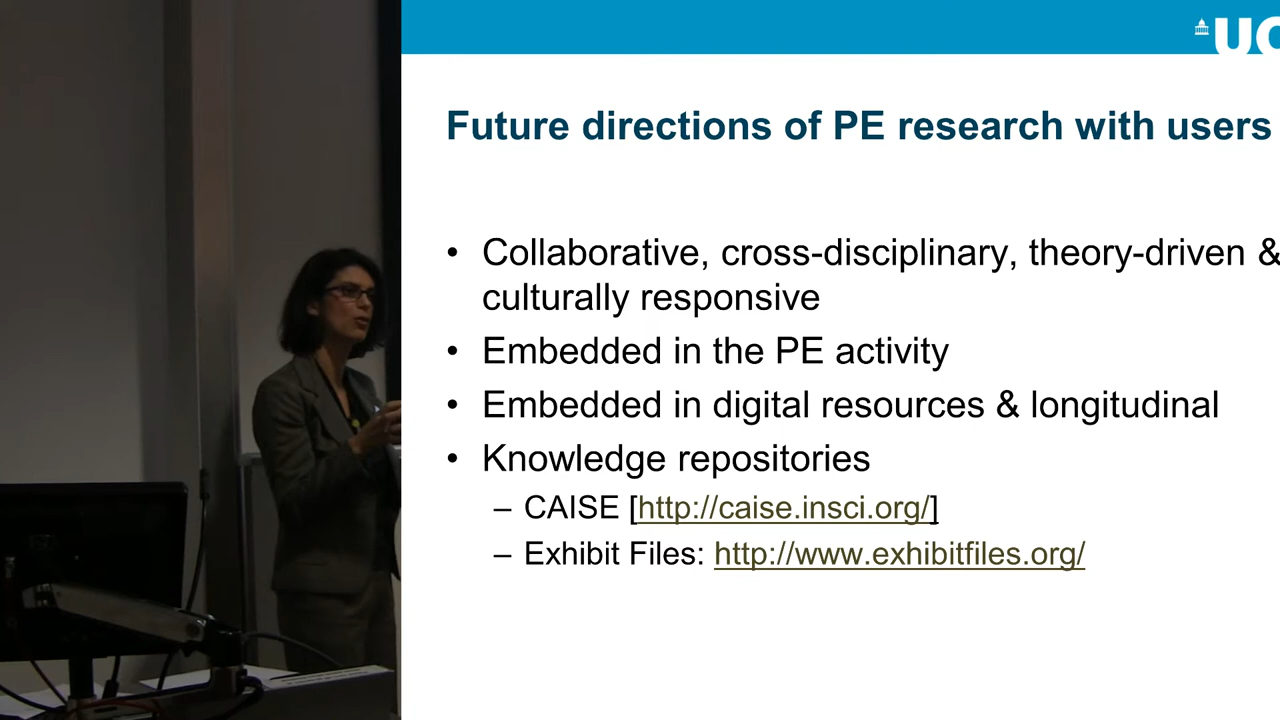 UC
Future directions of PE research with users
• Collaborative, cross-disciplinary, theory-driven &
culturally responsive
• Embedded in the PE activity
• Embedded in digital resources & longitudinal
• Knowledge repositories
– CAISE [http://caise.insci.org/]
– Exhibit Files: http://www.exhibitfiles.org/